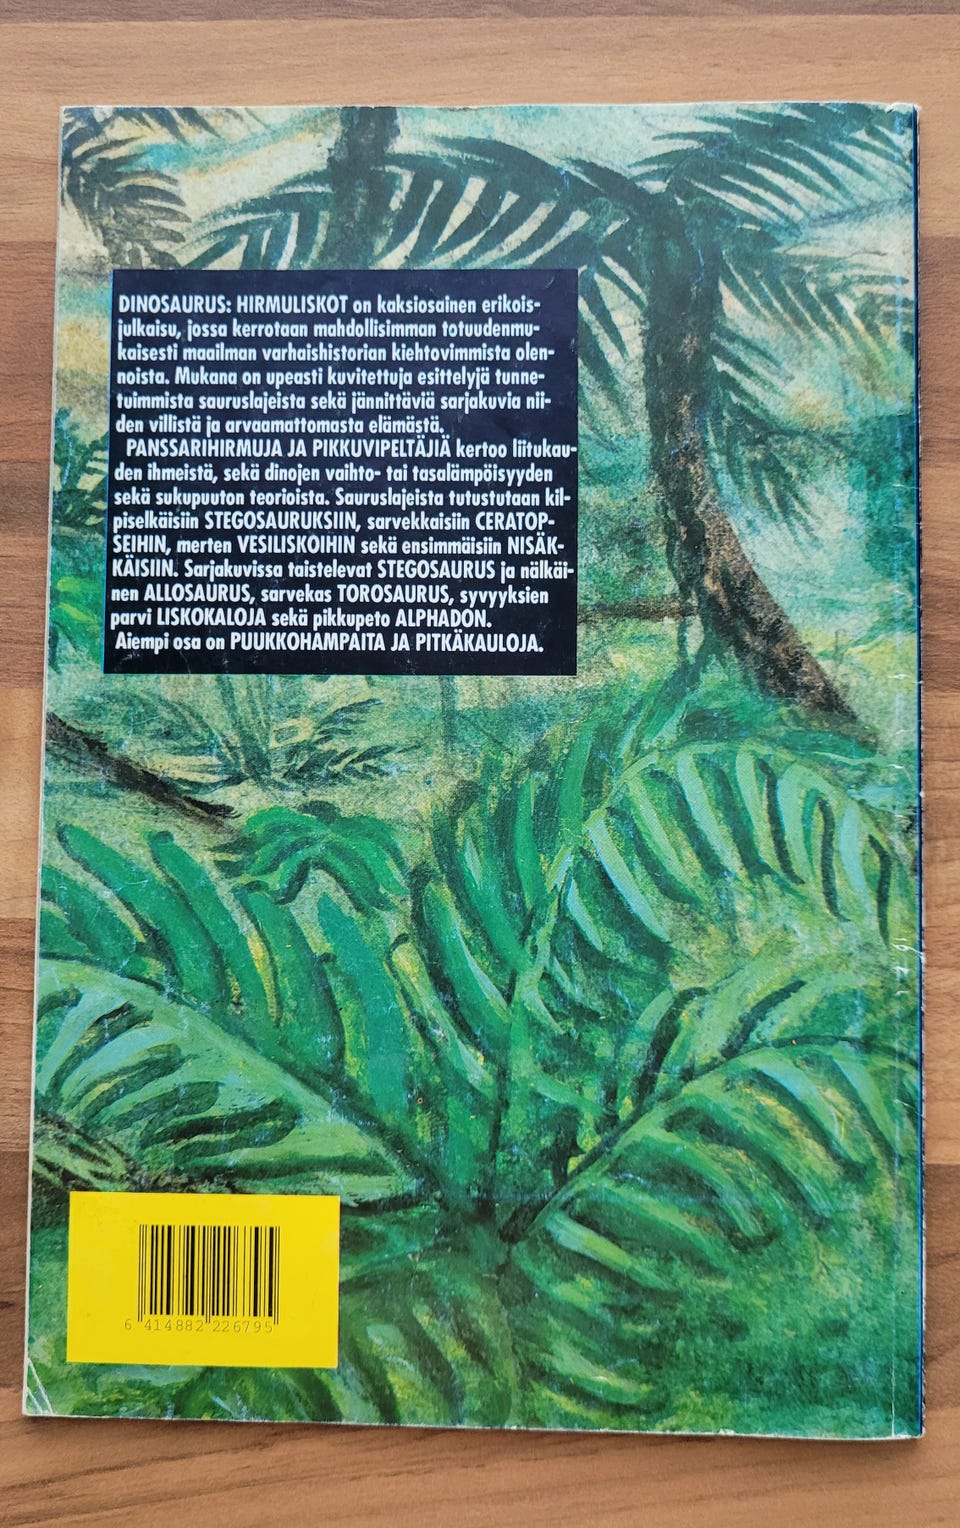 DINOSAURUS: HIRMULISKOT on kaksiosainen erikois-
julkaisu, jossa kerrotaan mahdollisimman totuudenmu-
kaisesti maailman varhaishistorian kiehtovimmista olen-
noista. Mukana on upeasti kuvitettuja esittelyjä tunne-
tuimmista sauruslajeista sekä jännittäviä sarjakuvia nii-
den villistä ja arvaamattomasta elämästä.
PANSSARIHIRMUJA JA PIKKUVIPELTÄJIÄ kertoo liitukau-
den ihmeistä, sekä dinojen vaihto- tai tasalämpöisyyden
sekä sukupuuton teorioista. Sauruslajeista tutustutaan kil-
piselkäisiin STEGOSAURUKSIIN, sarvekkaisiin CERATOP-
SEIHIN, merten VESILISKOIHIN sekä ensimmäisiin NISÄK-
KÄISIIN. Sarjakuvissa taistelevat STEGOSAURUS ja nälkäi-
nen ALLOSAURUS, sarvekas TOROSAURUS, syvyyksien
parvi LISKOKALOJA sekä pikkupeto ALPHADON.
Aiempi osa on PUUKKOHAMPAITA JA PITKÄKAULOJA.
6 414882 226795